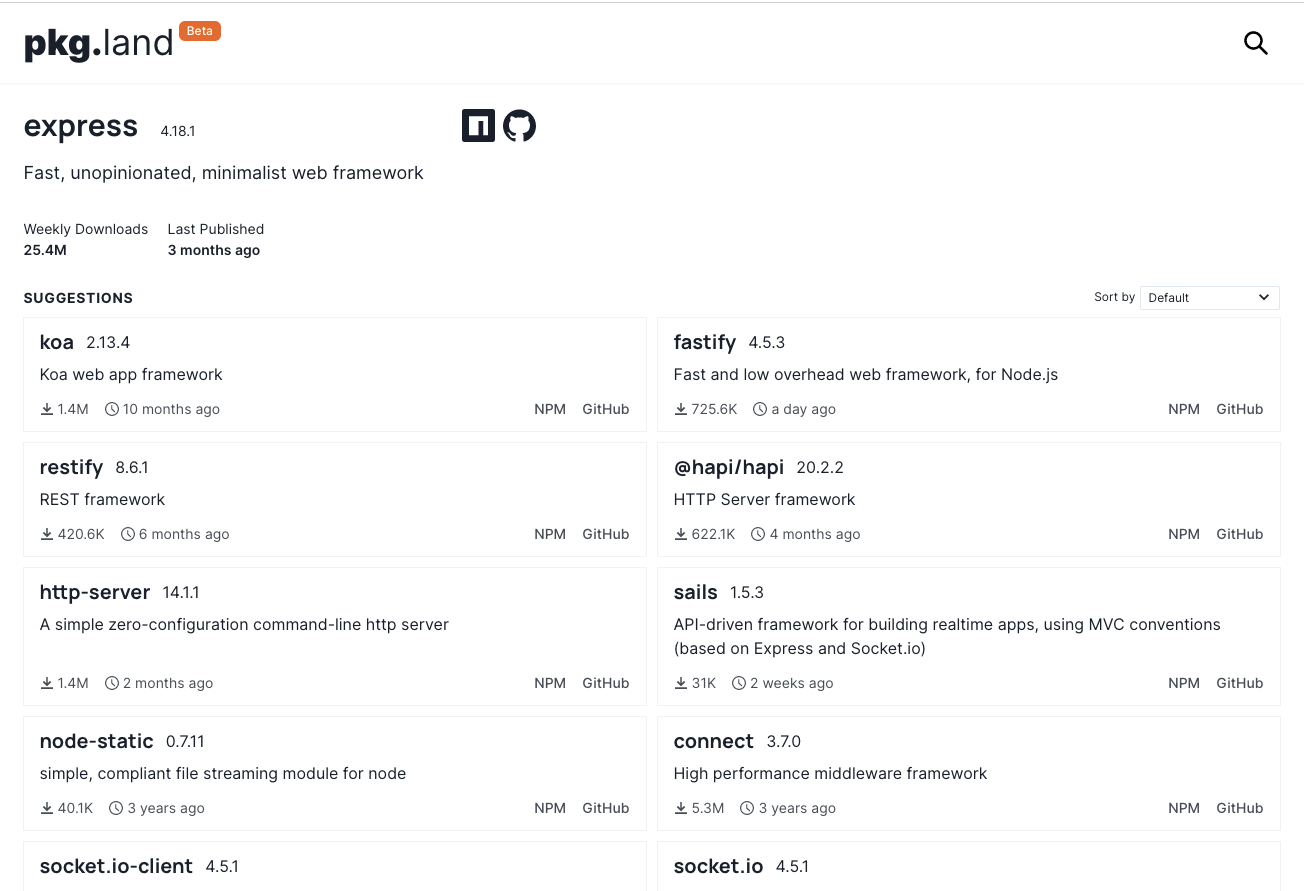 pkg.land Beta
express 4.18.1
Fast, unopinionated, minimalist web framework
Weekly Downloads Last Published
25.4M 3 months ago
SUGGESTIONS
Sort by Default
koa 2.13.4
Koa web app framework
1.4M 10 months ago NPM GitHub
fastify 4.5.3
Fast and low overhead web framework, for Node.js
725.6K a day ago NPM GitHub
restify 8.6.1
REST framework
420.6K 6 months ago NPM GitHub
@hapi/hapi 20.2.2
HTTP Server framework
622.1K 4 months ago NPM GitHub
http-server 14.1.1
A simple zero-configuration command-line http server
1.4M 2 months ago NPM GitHub
sails 1.5.3
API-driven framework for building realtime apps, using MVC conventions
(based on Express and Socket.io)
31K 2 weeks ago NPM GitHub
node-static 0.7.11
simple, compliant file streaming module for node
40.1K 3 years ago NPM GitHub
connect 3.7.0
High performance middleware framework
5.3M 3 years ago NPM GitHub
socket.io-client 4.5.1
socket.io 4.5.1